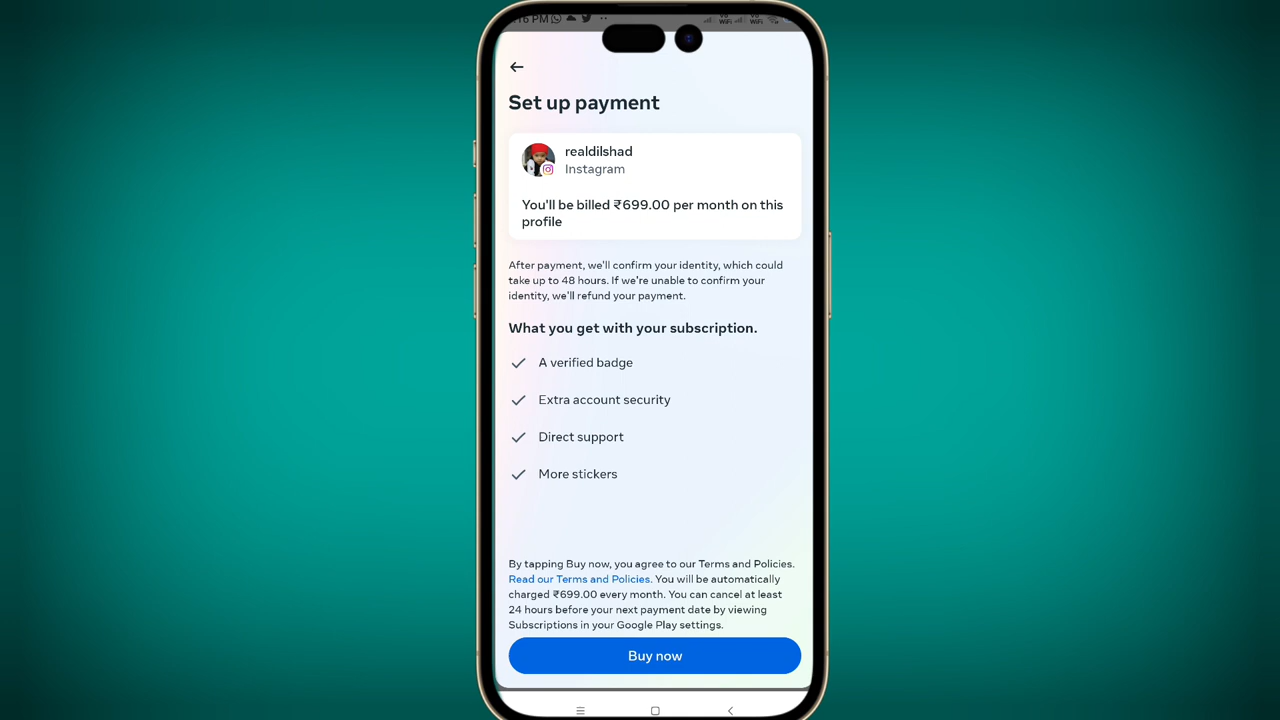 :16 PM
Set up payment
realdilshad
Instagram
You'll be billed ₹699.00 per month on this
profile
After payment, we'll confirm your identity, which could
take up to 48 hours. If we're unable to confirm your
identity, we'll refund your payment.
What you get with your subscription.
A verified badge
Extra account security
Direct support
More stickers
By tapping Buy now, you agree to our Terms and Policies.
Read our Terms and Policies. You will be automatically
charged ₹699.00 every month. You can cancel at least
24 hours before your next payment date by viewing
Subscriptions in your Google Play settings.
Buy now